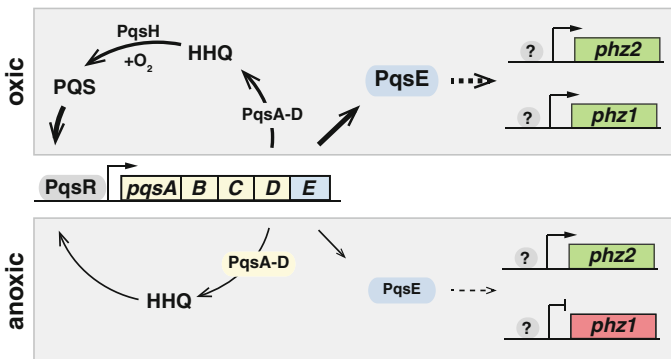 oxic
PqsH
+O₂
HHQ
PQS
PqsA-D
PqsE
? phz2
? phz1
PqsR pqsA B C D E
anoxic
PqsA-D
HHQ
PqsE
? phz2
? phz1